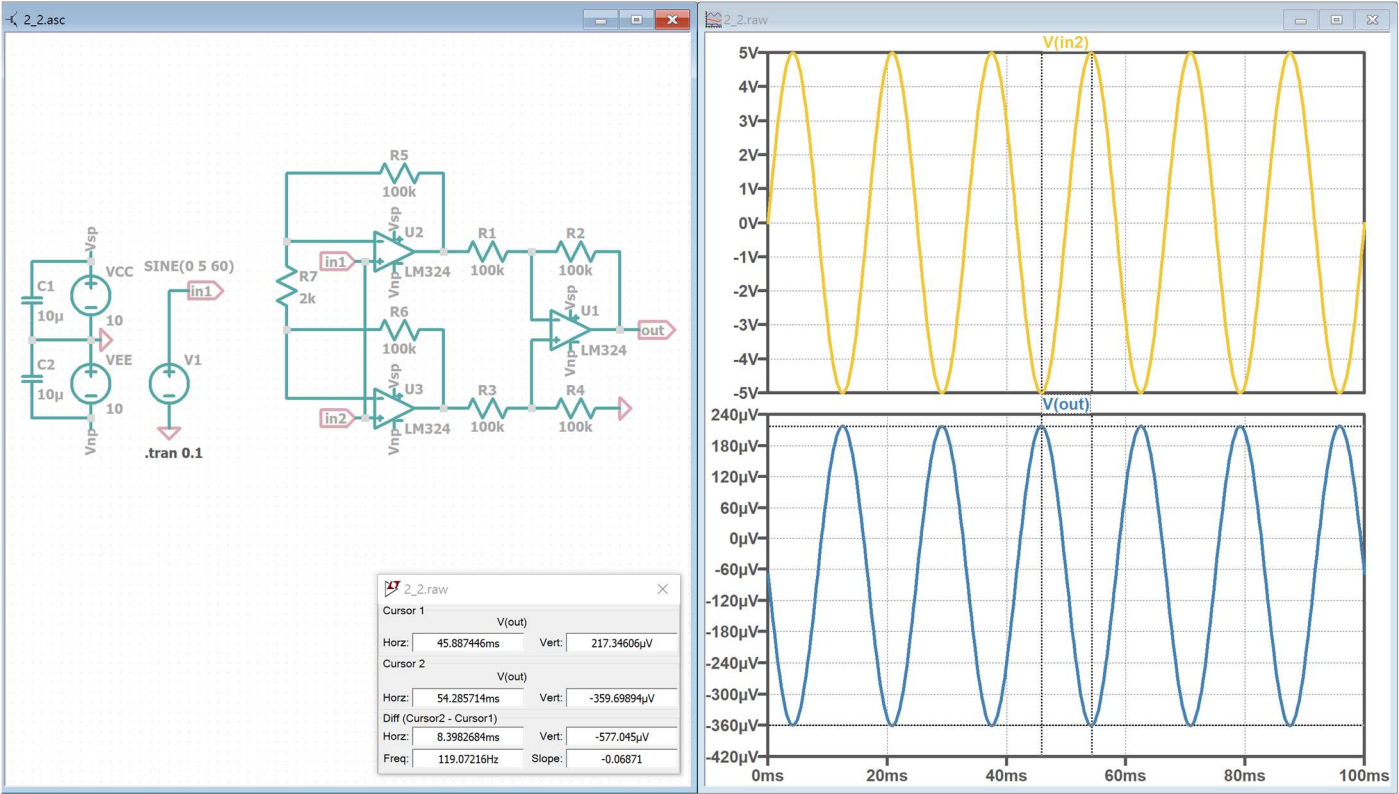 2_2.asc
Vsp
C1
10µ
VCC
10
C2
10µ
VEE
10
Vnp
SINE(0 5 60)
in1
V1
.tran 0.1
R5
100k
Vsp
U2
in1
LM324
Vnp
R7
2k
R1
100k
R2
100k
R6
100k
Vsp
U1
out
LM324
Vnp
Vsp
U3
in2
LM324
Vnp
R3
100k
R4
100k
2_2.raw
Cursor 1
V(out)
Horz: 45.887446ms Vert: 217.34606µV
Cursor 2
V(out)
Horz: 54.285714ms Vert: -359.69894µV
Diff (Cursor2 - Cursor1)
Horz: 8.3982684ms Vert: -577.045µV
Freq: 119.07216Hz Slope: -0.06871
2_2.raw
V(in2)
5V
4V
3V
2V
1V
0V
-1V
-2V
-3V
-4V
-5V
V(out)
240µV
180µV
120µV
60µV
0µV
-60µV
-120µV
-180µV
-240µV
-300µV
-360µV
-420µV
0ms 20ms 40ms 60ms 80ms 100ms